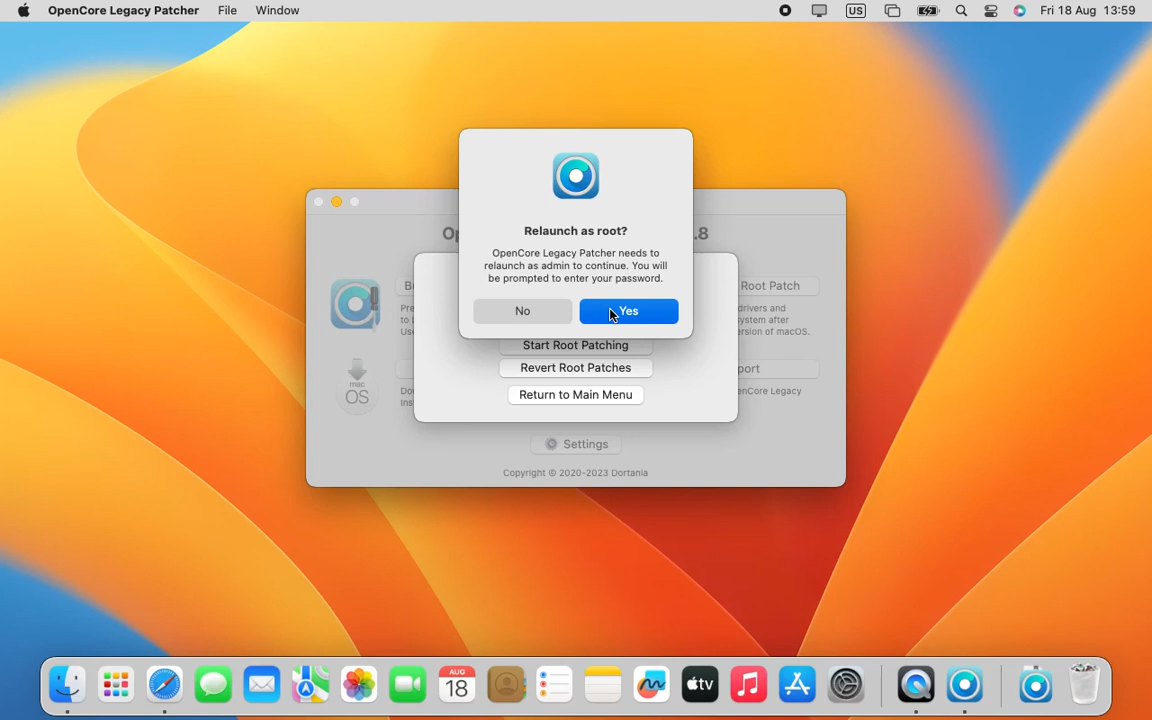 OpenCore Legacy Patcher File Window US Fri 18 Aug 13:59
Relaunch as root?
OpenCore Legacy Patcher needs to
relaunch as admin to continue. You will
be prompted to enter your password.
No Yes
.8
Root Patch
drivers and
ersion of macOS.
Start Root Patching
Revert Root Patches
Return to Main Menu
mac
OS
port
enCore Legacy
Settings
Copyright © 2020-2023 Dortania
AUG
18
tv